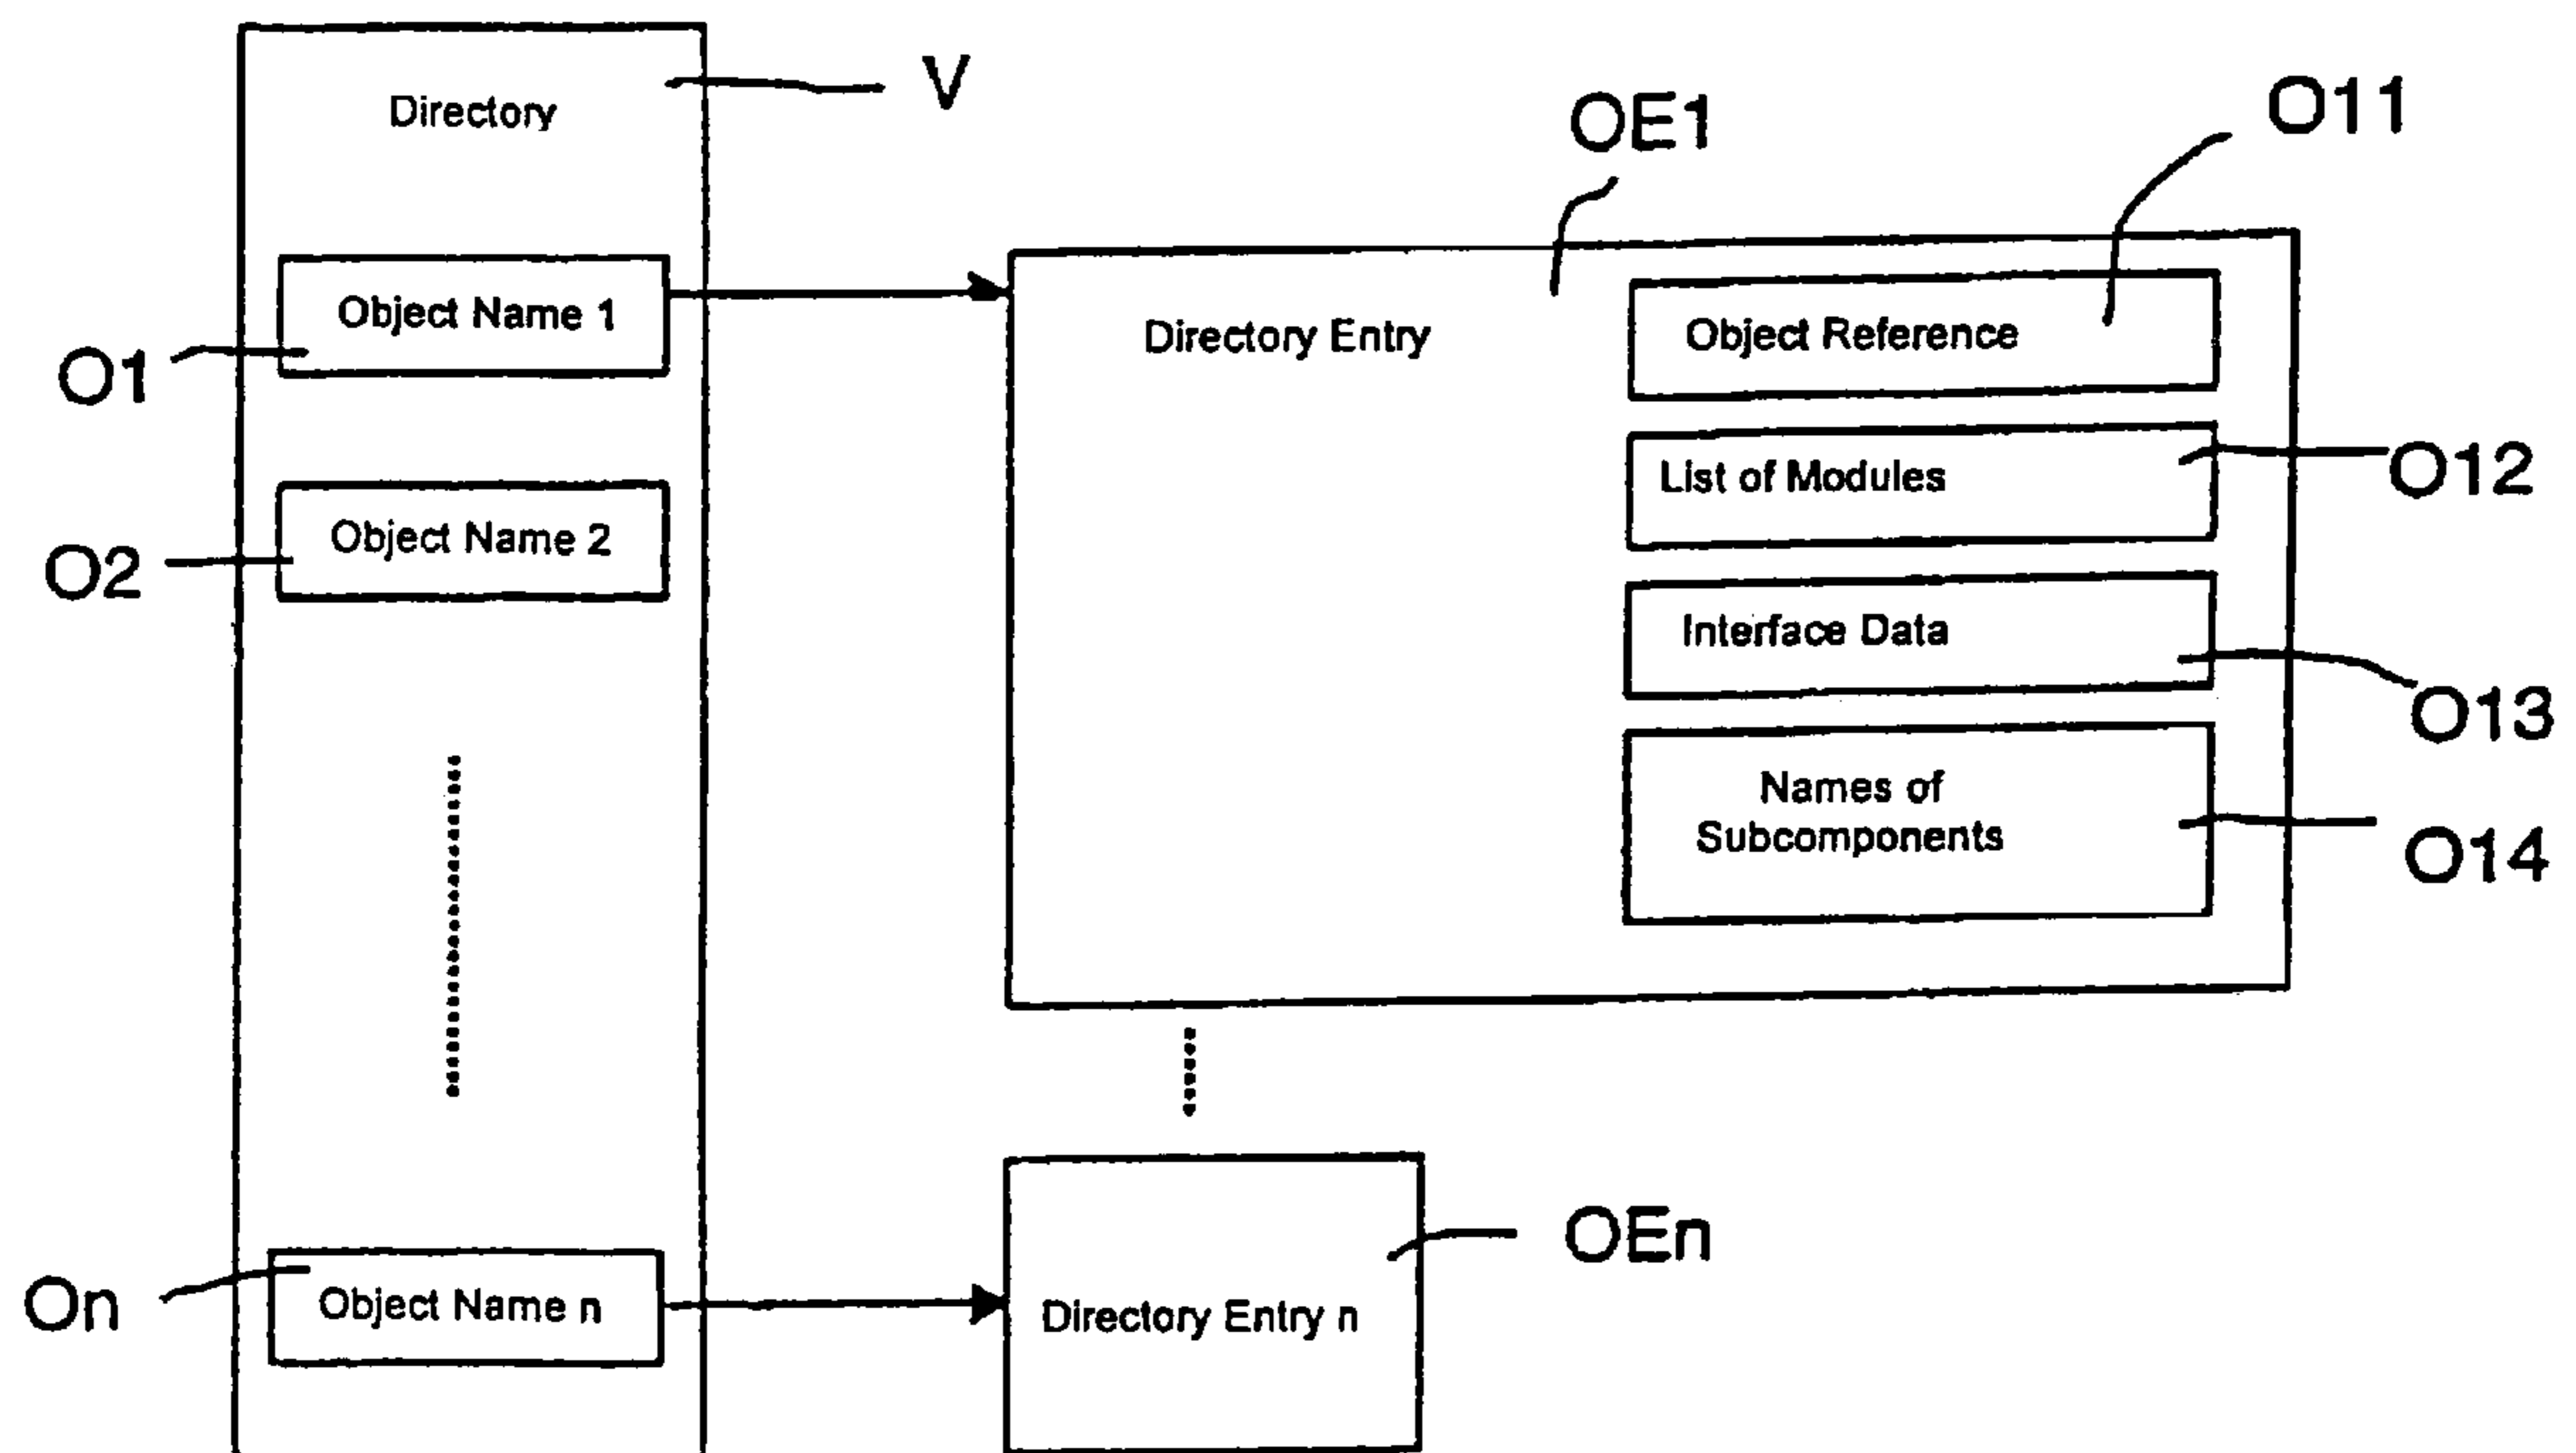 Directory
V
Object Name 1
O1
Object Name 2
O2
Object Name n
On
OE1
Directory Entry
O11
Object Reference
List of Modules
O12
Interface Data
O13
Names of
Subcomponents
O14
Directory Entry n
OEn